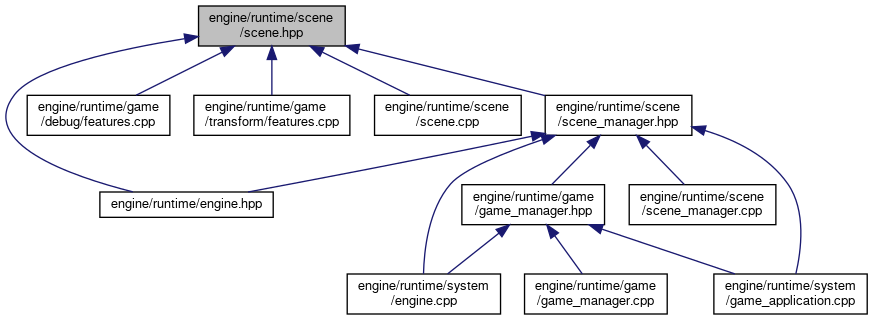 engine/runtime/scene
/scene.hpp
engine/runtime/game
/debug/features.cpp
engine/runtime/game
/transform/features.cpp
engine/runtime/scene
/scene.cpp
engine/runtime/scene
/scene_manager.hpp
engine/runtime/engine.hpp
engine/runtime/game
/game_manager.hpp
engine/runtime/scene
/scene_manager.cpp
engine/runtime/system
/engine.cpp
engine/runtime/game
/game_manager.cpp
engine/runtime/system
/game_application.cpp